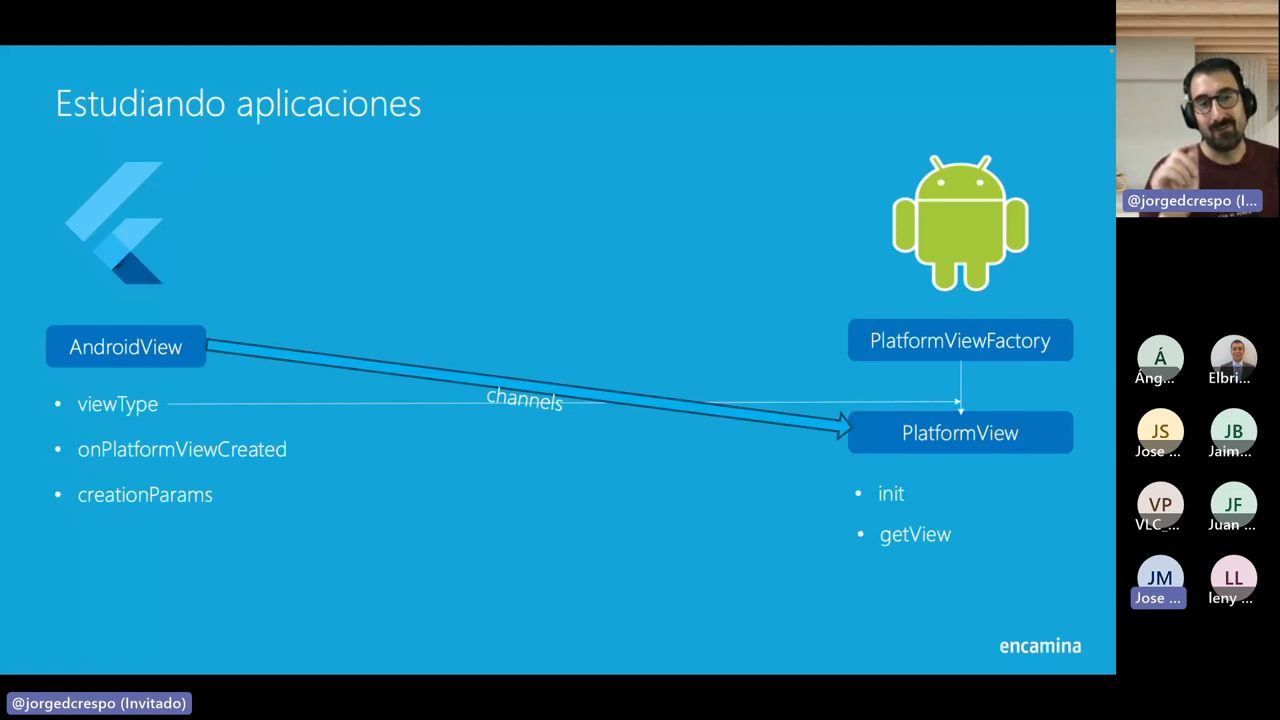 Estudiando aplicaciones
AndroidView
• viewType
• onPlatformViewCreated
• creationParams
channels
PlatformViewFactory
PlatformView
• init
• getView
encamina
@jorgedcrespo (Invitado)
@jorgedcrespo (I...
Á
Áng...
Elbri...
JS
Jose ...
JB
Jaim...
VP
VLC_...
JF
Juan ...
JM
Jose ...
LL
leny ...